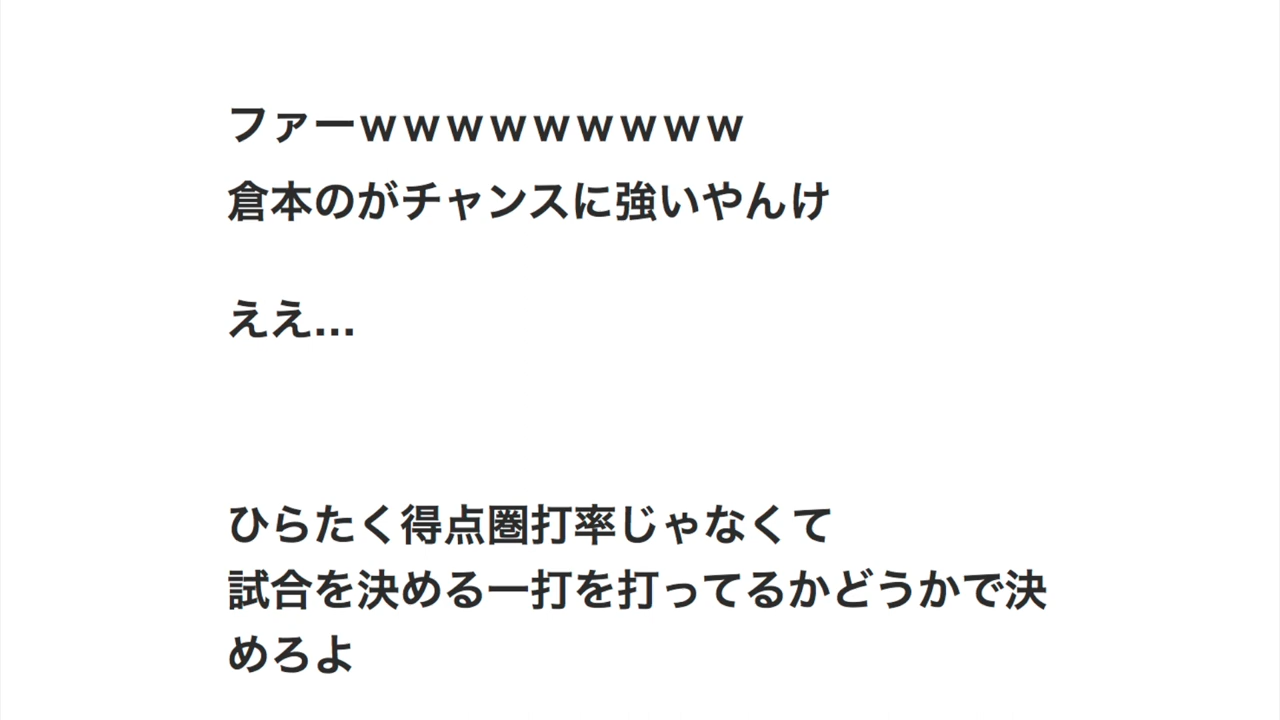 ファーｗｗｗｗｗｗｗｗｗ
倉本のがチャンスに強いやんけ
ええ…
ひらたく得点圏打率じゃなくて
試合を決める一打を打ってるかどうかで決
めろよ